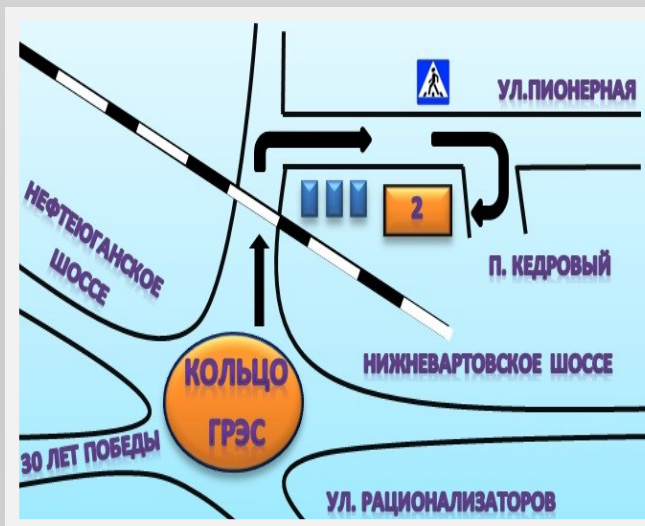 УЛ.ПИОНЕРНАЯ
НЕФТЕЮГАНСКОЕ
ШОССЕ
2
П. КЕДРОВЫЙ
КОЛЬЦО
ГРЭС
НИЖНЕВАРТОВСКОЕ ШОССЕ
30 ЛЕТ ПОБЕДЫ
УЛ. РАЦИОНАЛИЗАТОРОВ